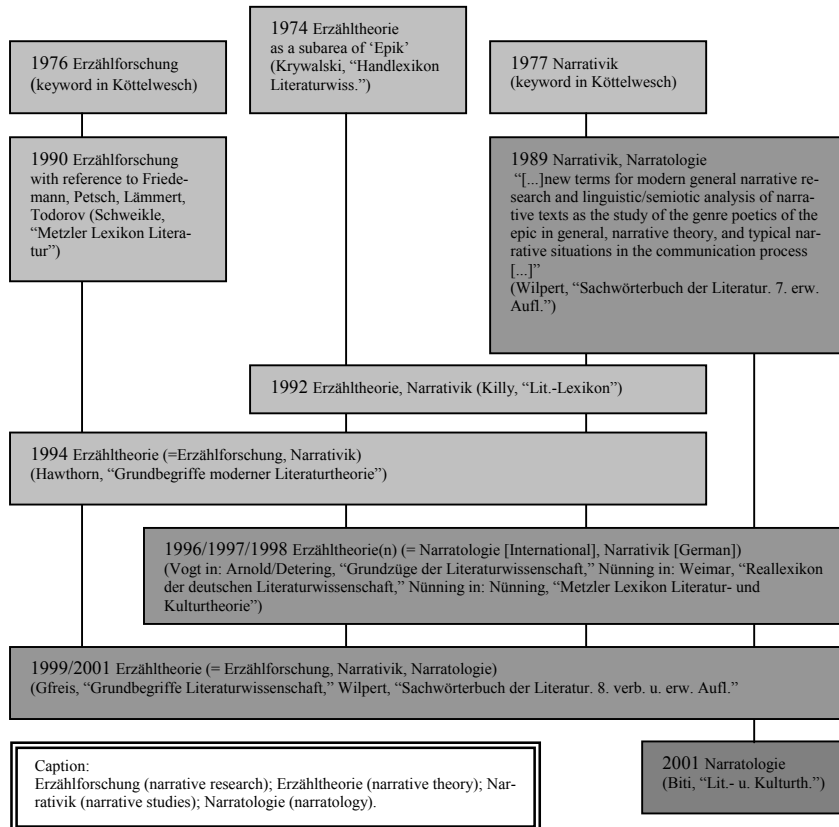 1974 Erzähltheorie
as a subarea of ‘Epik’
(Krywalski, “Handlexikon
Literaturwiss.”)
1976 Erzählforschung
(keyword in Köttelwesch)
1977 Narrativik
(keyword in Köttelwesch)
1990 Erzählforschung
with reference to Friede-
mann, Petsch, Lämmert,
Todorov (Schweikle,
“Metzler Lexikon Litera-
tur”)
1989 Narrativik, Narratologie
“[...]new terms for modern general narrative re-
search and linguistic/semiotic analysis of narra-
tive texts as the study of the genre poetics of the
epic in general, narrative theory, and typical nar-
rative situations in the communication process
[...]”
(Wilpert, “Sachwörterbuch der Literatur. 7. erw.
Aufl.”)
1992 Erzähltheorie, Narrativik (Killy, “Lit.-Lexikon”)
1994 Erzähltheorie (=Erzählforschung, Narrativik)
(Hawthorn, “Grundbegriffe moderner Literaturtheorie”)
1996/1997/1998 Erzähltheorie(n) (= Narratologie [International], Narrativik [German])
(Vogt in: Arnold/Detering, “Grundzüge der Literaturwissenschaft,” Nünning in: Weimar, “Reallexikon
der deutschen Literaturwissenschaft,” Nünning in: Nünning, “Metzler Lexikon Literatur- und
Kulturtheorie”)
1999/2001 Erzähltheorie (= Erzählforschung, Narrativik, Narratologie)
(Gfreis, “Grundbegriffe Literaturwissenschaft,” Wilpert, “Sachwörterbuch der Literatur. 8. verb. u. erw. Aufl.”
Caption:
Erzählforschung (narrative research); Erzähltheorie (narrative theory); Nar-
rativik (narrative studies); Narratologie (narratology).
2001 Narratologie
(Biti, “Lit.- u. Kulturth.”)